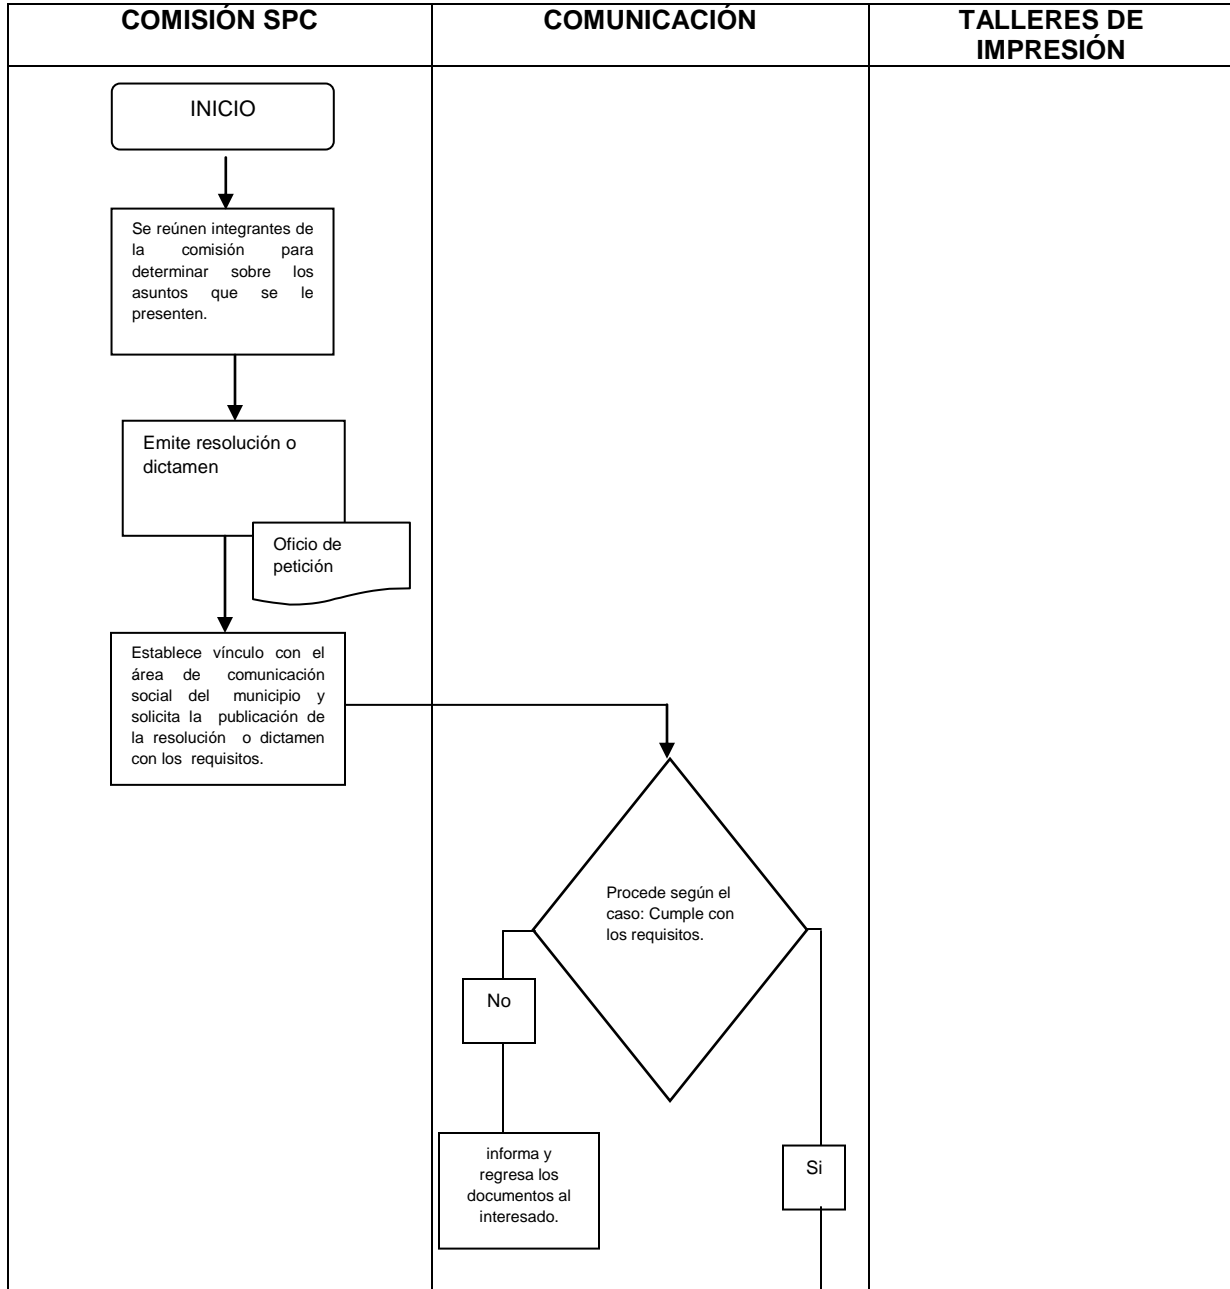 COMISIÓN SPC
COMUNICACIÓN
TALLERES DE
IMPRESIÓN
INICIO
Se reúnen integrantes de
la comisión para
determinar sobre los
asuntos que se le
presenten.
Emite resolución o
dictamen
Oficio de
petición
Establece vínculo con el
área de comunicación
social del municipio y
solicita la publicación de
la resolución o dictamen
con los requisitos.
Procede según el
caso: Cumple con
los requisitos.
No
informa y
regresa los
documentos al
interesado.
Si